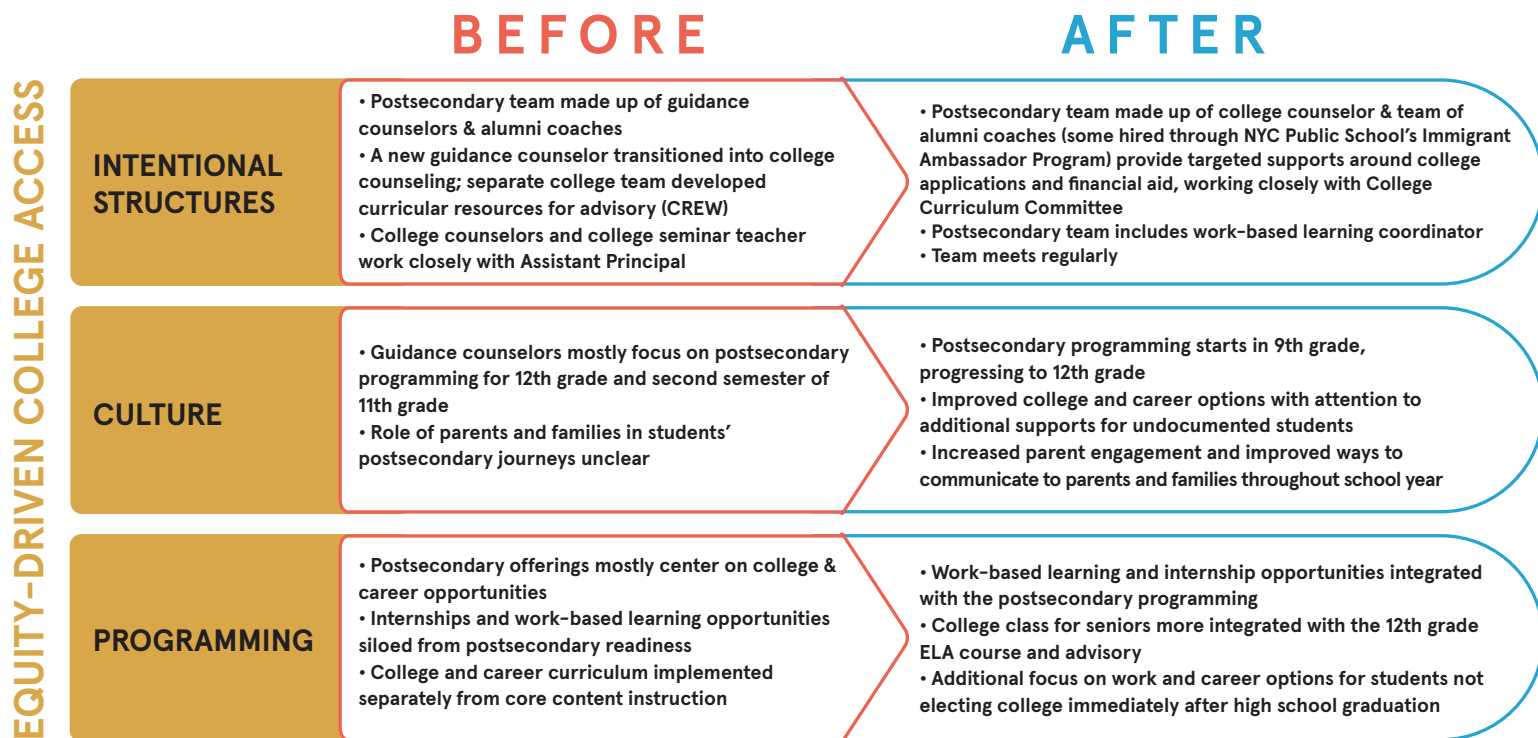 BEFORE
AFTER
EQUITY-DRIVEN COLLEGE ACCESS
INTENTIONAL
STRUCTURES
• Postsecondary team made up of guidance
counselors & alumni coaches
• A new guidance counselor transitioned into college
counseling; separate college team developed
curricular resources for advisory (CREW)
• College counselors and college seminar teacher
work closely with Assistant Principal
• Postsecondary team made up of college counselor & team of
alumni coaches (some hired through NYC Public School’s Immigrant
Ambassador Program) provide targeted supports around college
applications and financial aid, working closely with College
Curriculum Committee
• Postsecondary team includes work-based learning coordinator
• Team meets regularly
CULTURE
• Guidance counselors mostly focus on postsecondary
programming for 12th grade and second semester of
11th grade
• Role of parents and families in students’
postsecondary journeys unclear
• Postsecondary programming starts in 9th grade,
progressing to 12th grade
• Improved college and career options with attention to
additional supports for undocumented students
• Increased parent engagement and improved ways to
communicate to parents and families throughout school year
PROGRAMMING
• Postsecondary offerings mostly center on college &
career opportunities
• Internships and work-based learning opportunities
siloed from postsecondary readiness
• College and career curriculum implemented
separately from core content instruction
• Work-based learning and internship opportunities integrated
with the postsecondary programming
• College class for seniors more integrated with the 12th grade
ELA course and advisory
• Additional focus on work and career options for students not
electing college immediately after high school graduation